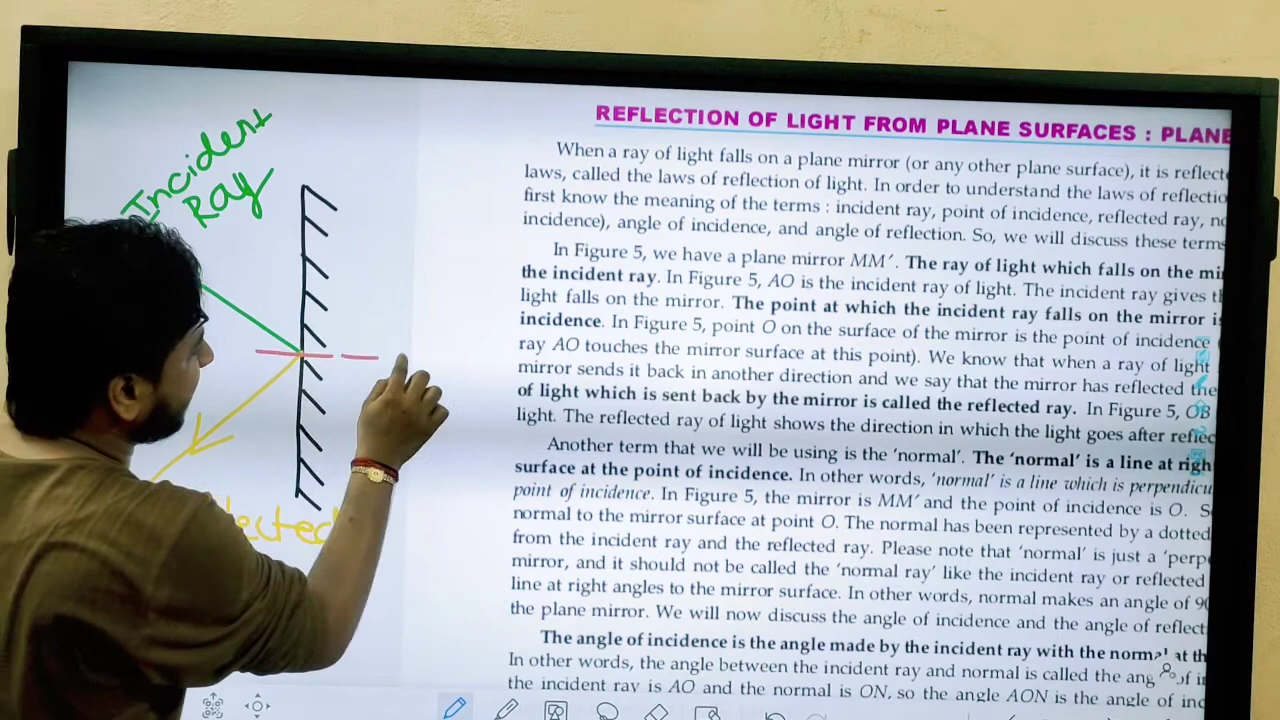 Incident
Ray
lected
REFLECTION OF LIGHT FROM PLANE SURFACES : PLANE
When a ray of light falls on a plane mirror (or any other plane surface), it is reflect
laws, called the laws of reflection of light. In order to understand the laws of reflectio
first know the meaning of the terms : incident ray, point of incidence, reflected ray, no
incidence), angle of incidence, and angle of reflection. So, we will discuss these terms
In Figure 5, we have a plane mirror MM′. The ray of light which falls on the mi
the incident ray. In Figure 5, AO is the incident ray of light. The incident ray gives t
light falls on the mirror. The point at which the incident ray falls on the mirror i
incidence. In Figure 5, point O on the surface of the mirror is the point of incidence
ray AO touches the mirror surface at this point). We know that when a ray of light
mirror sends it back in another direction and we say that the mirror has reflected the
of light which is sent back by the mirror is called the reflected ray. In Figure 5, OB
light. The reflected ray of light shows the direction in which the light goes after reflec
Another term that we will be using is the ‘normal’. The ‘normal’ is a line at righ
surface at the point of incidence. In other words, ‘normal’ is a line which is perpendicu
point of incidence. In Figure 5, the mirror is MM′ and the point of incidence is O. S
normal to the mirror surface at point O. The normal has been represented by a dotted
from the incident ray and the reflected ray. Please note that ‘normal’ is just a ‘perp
mirror, and it should not be called the ‘normal ray’ like the incident ray or reflected
line at right angles to the mirror surface. In other words, normal makes an angle of 9
the plane mirror. We will now discuss the angle of incidence and the angle of reflect
The angle of incidence is the angle made by the incident ray with the normal at th
In other words, the angle between the incident ray and normal is called the ang of in
the incident ray is AO and the normal is ON, so the angle AON is the angle of inc